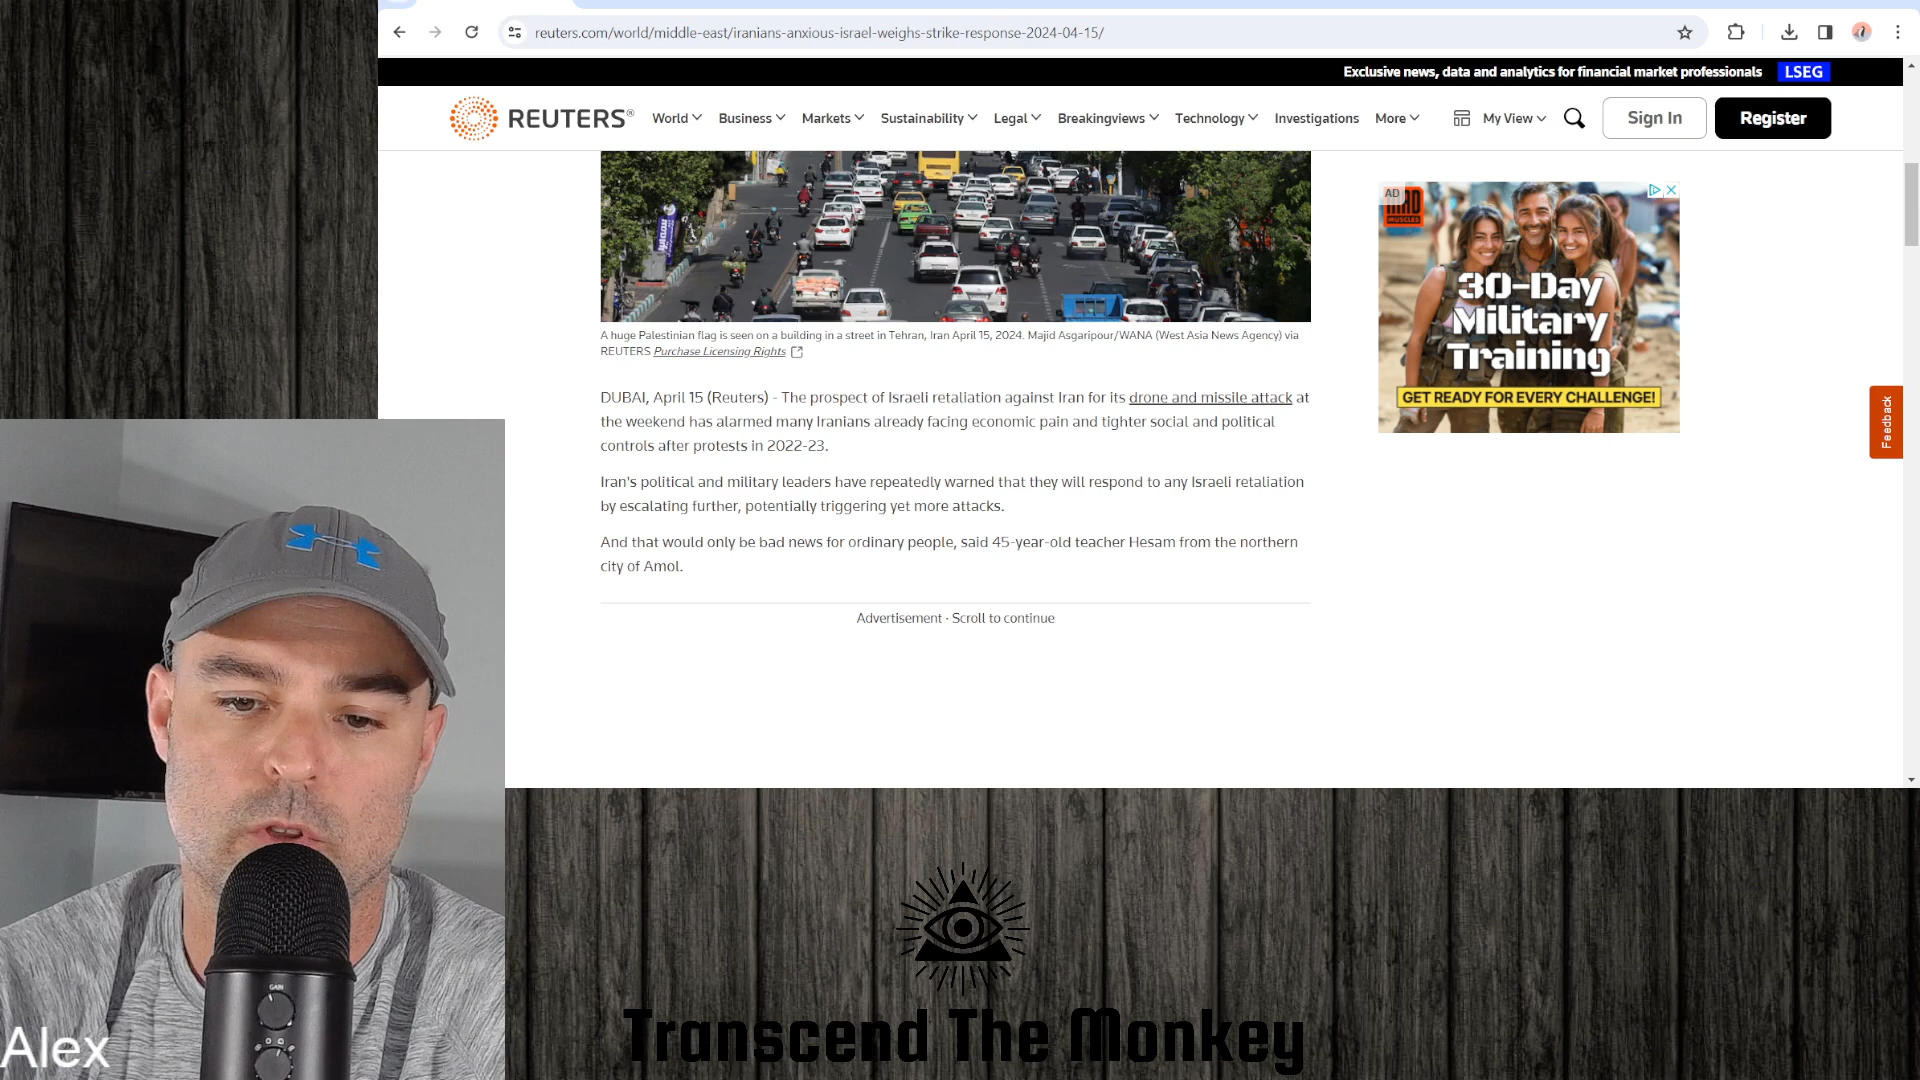 reuters.com/world/middle-east/iranians-anxious-israel-weighs-strike-response-2024-04-15/
Exclusive news, data and analytics for financial market professionals LSEG
REUTERS® World Business Markets Sustainability Legal Breakingviews Technology Investigations More My View Sign In Register
AD
MAD
MUSCLES
30-Day
Military
Training
GET READY FOR EVERY CHALLENGE!
A huge Palestinian flag is seen on a building in a street in Tehran, Iran April 15, 2024. Majid Asgaripour/WANA (West Asia News Agency) via
REUTERS Purchase Licensing Rights
DUBAI, April 15 (Reuters) - The prospect of Israeli retaliation against Iran for its drone and missile attack at
the weekend has alarmed many Iranians already facing economic pain and tighter social and political
controls after protests in 2022-23.
Feedback
Iran's political and military leaders have repeatedly warned that they will respond to any Israeli retaliation
by escalating further, potentially triggering yet more attacks.
And that would only be bad news for ordinary people, said 45-year-old teacher Hesam from the northern
city of Amol.
Advertisement · Scroll to continue
GAIN
Alex
Transcend The Monkey